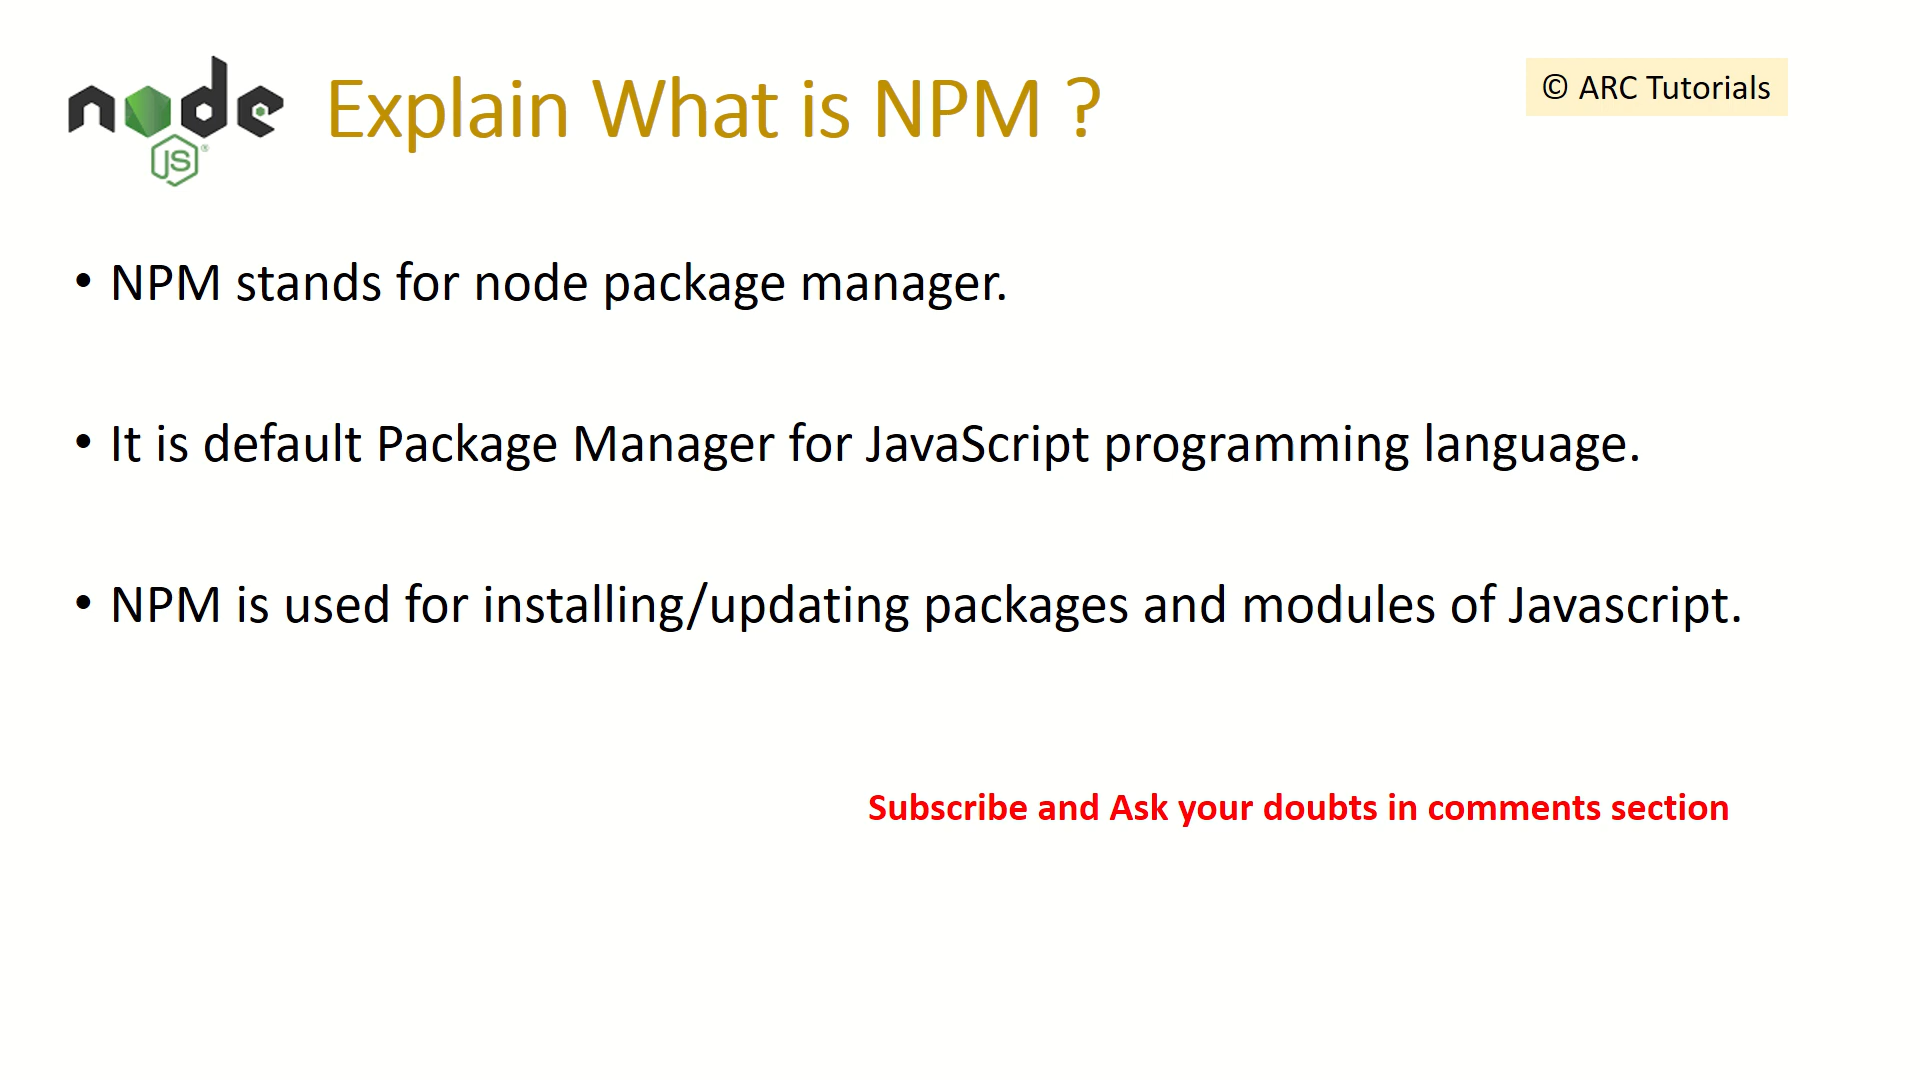 node
JS
®
Explain What is NPM ?
© ARC Tutorials
• NPM stands for node package manager.
• It is default Package Manager for JavaScript programming language.
• NPM is used for installing/updating packages and modules of Javascript.
Subscribe and Ask your doubts in comments section